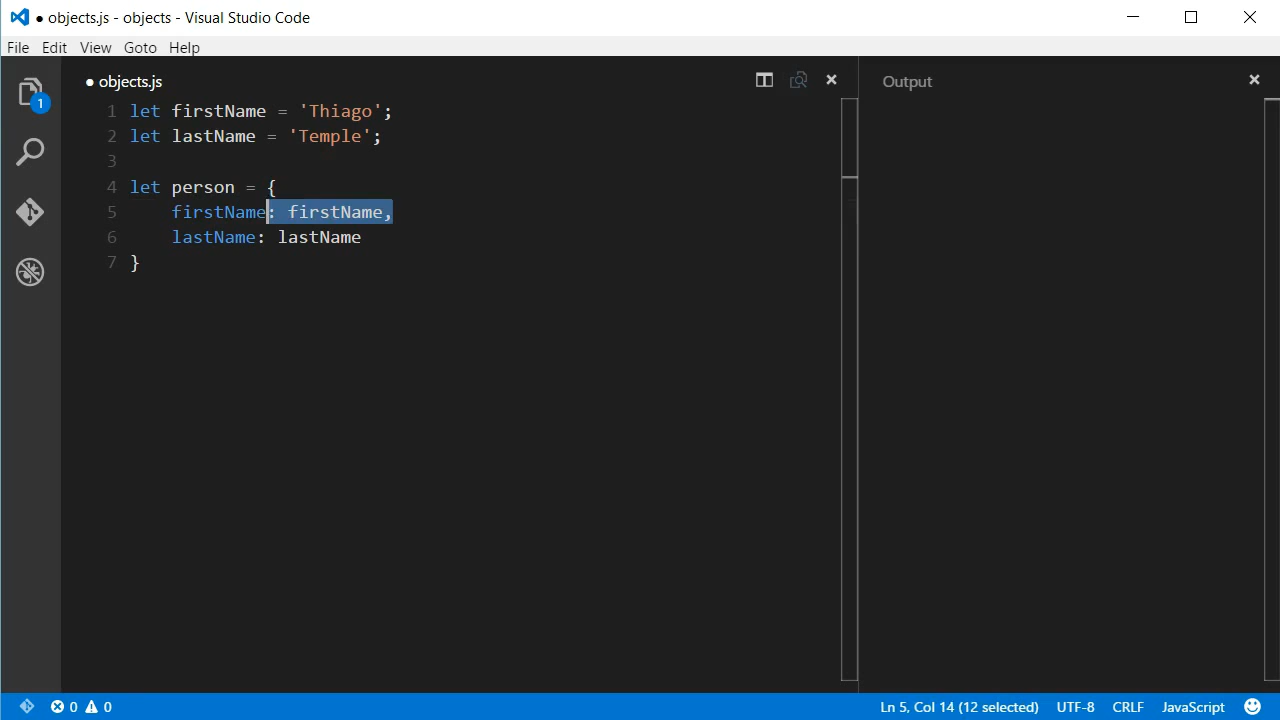 ● objects.js - objects - Visual Studio Code
File Edit View Goto Help
1
● objects.js
Output
1 let firstName = 'Thiago';
2 let lastName = 'Temple';
3
4 let person = {
5 firstName: firstName,
6 lastName: lastName
7 }
0 0 Ln 5, Col 14 (12 selected) UTF-8 CRLF JavaScript